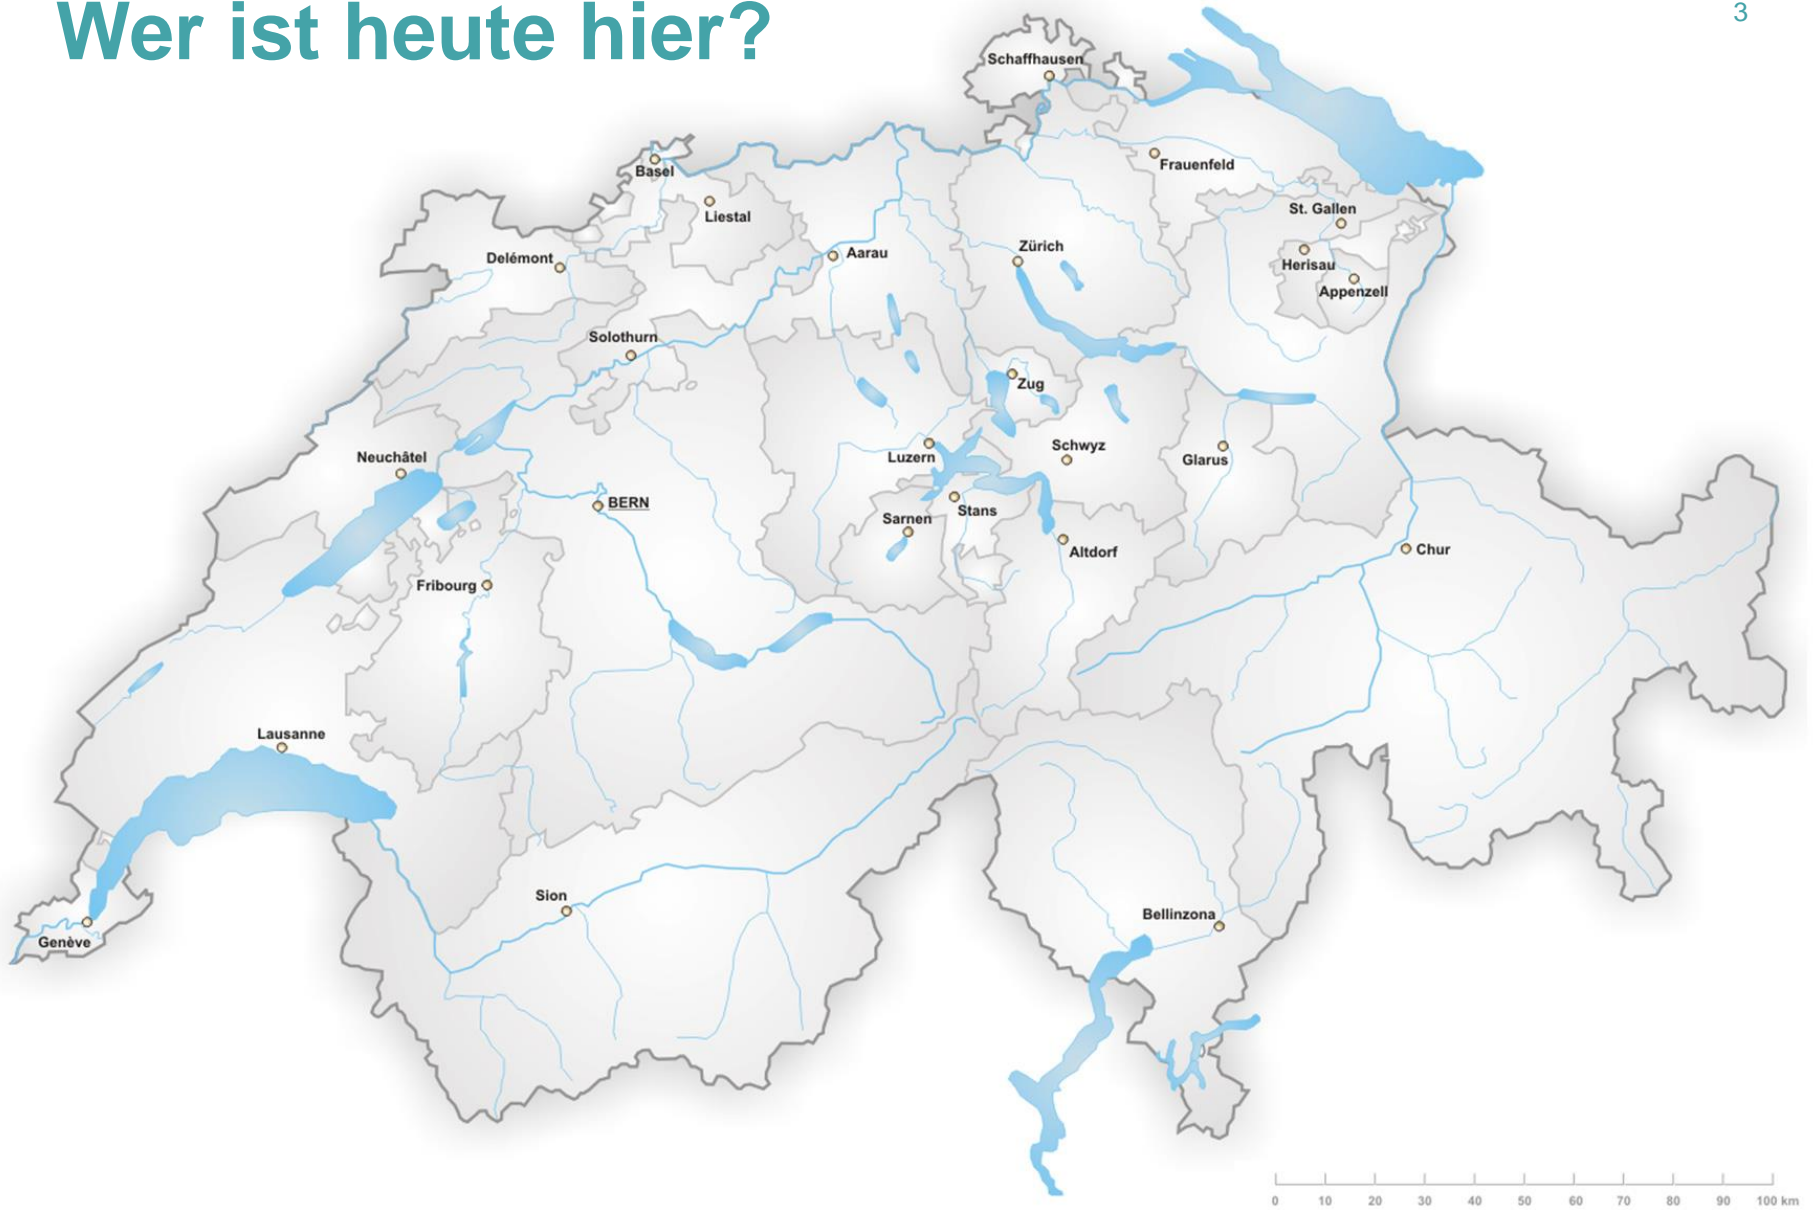 Wer ist heute hier?
3
Schaffhausen
Basel
Frauenfeld
Liestal
St. Gallen
Delémont
Aarau
Zürich
Herisau
Appenzell
Solothurn
Zug
Neuchâtel
Luzern
Schwyz
Glarus
BERN
Stans
Sarnen
Altdorf
Chur
Fribourg
Lausanne
Sion
Bellinzona
Genève
0 10 20 30 40 50 60 70 80 90 100 km